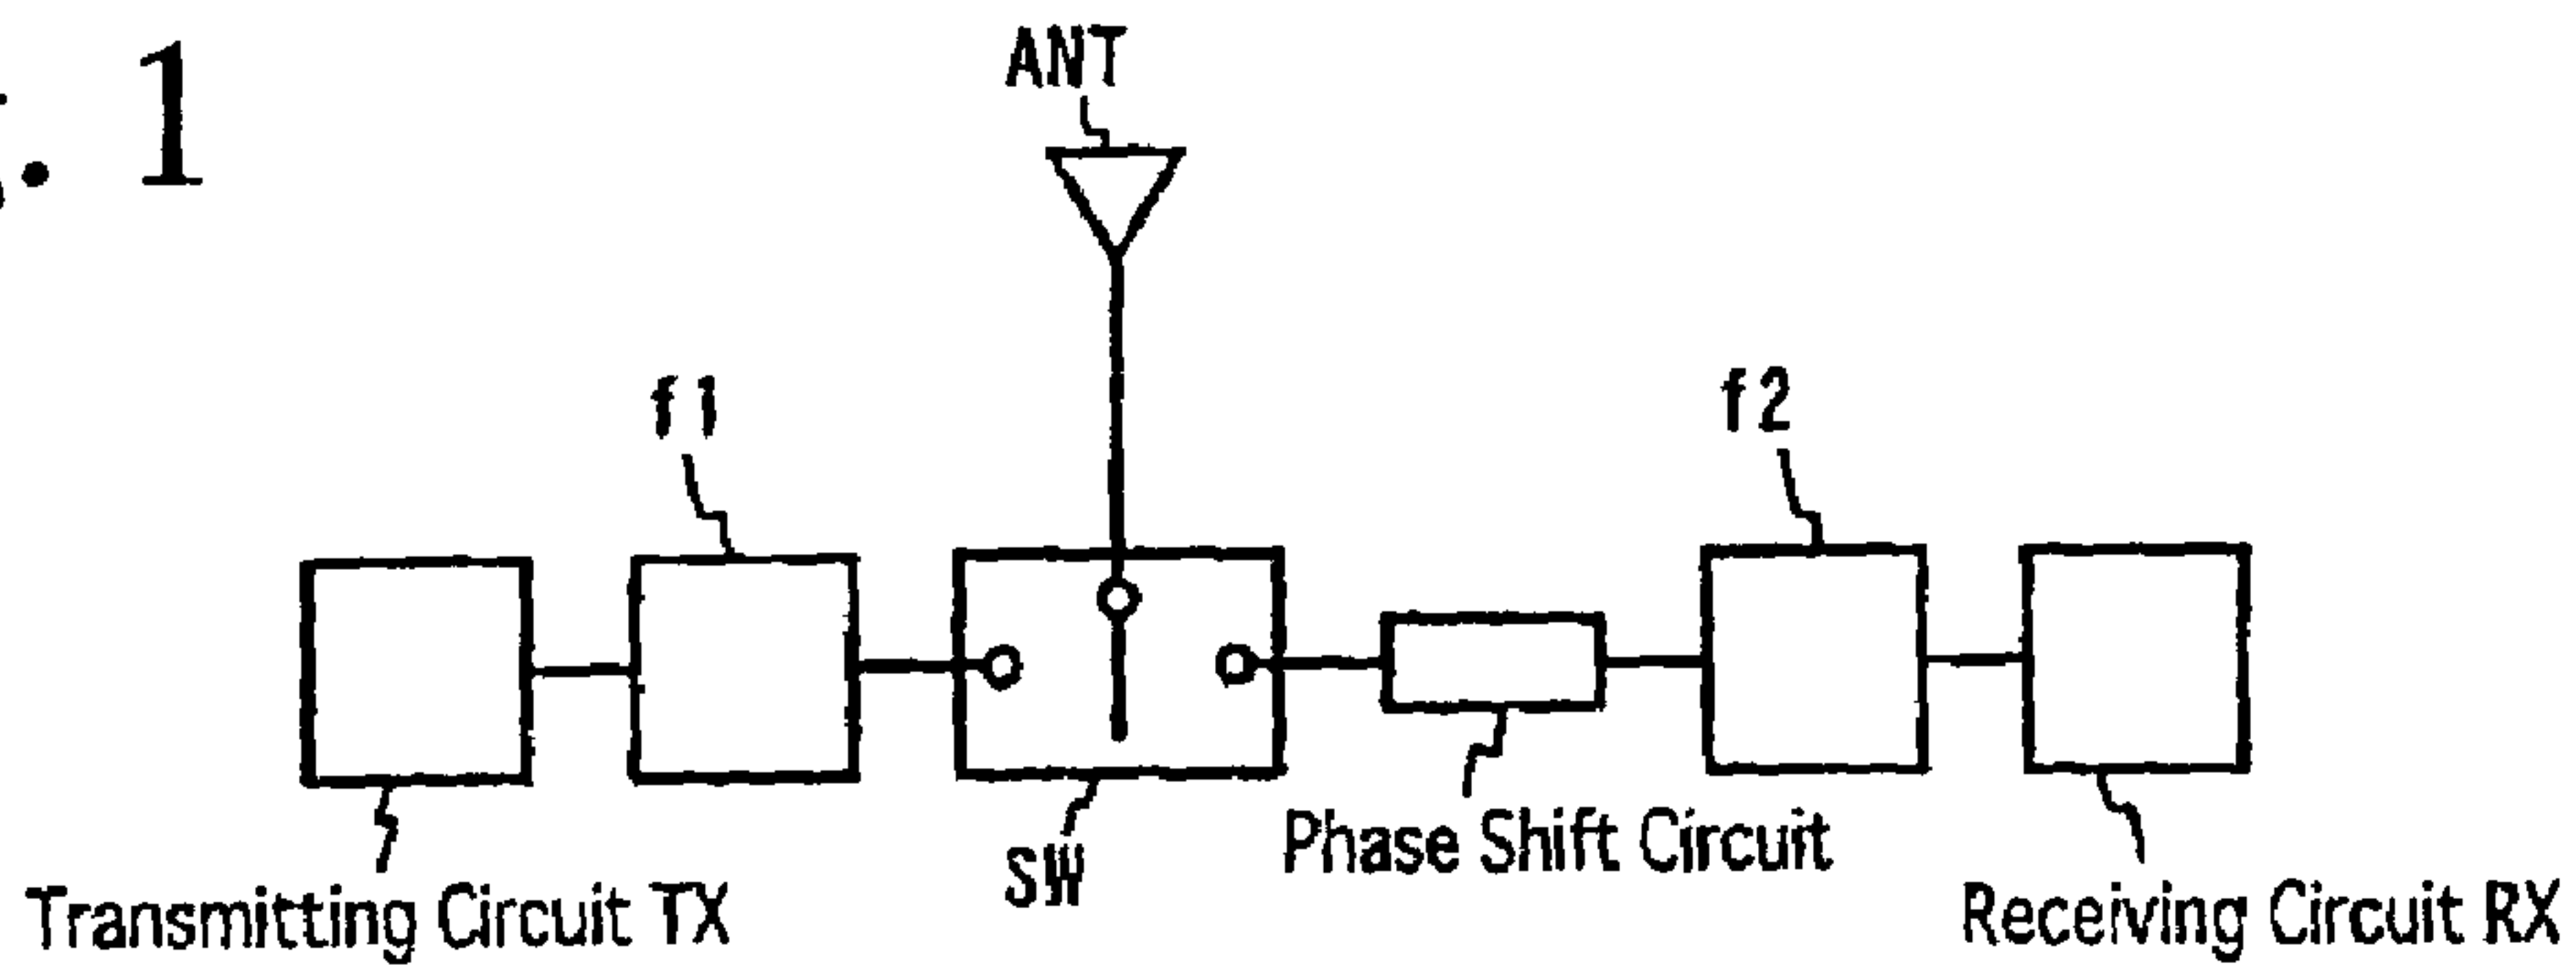 . 1
ANT
f1
f2
Phase Shift Circuit
SW
Transmitting Circuit TX
Receiving Circuit RX